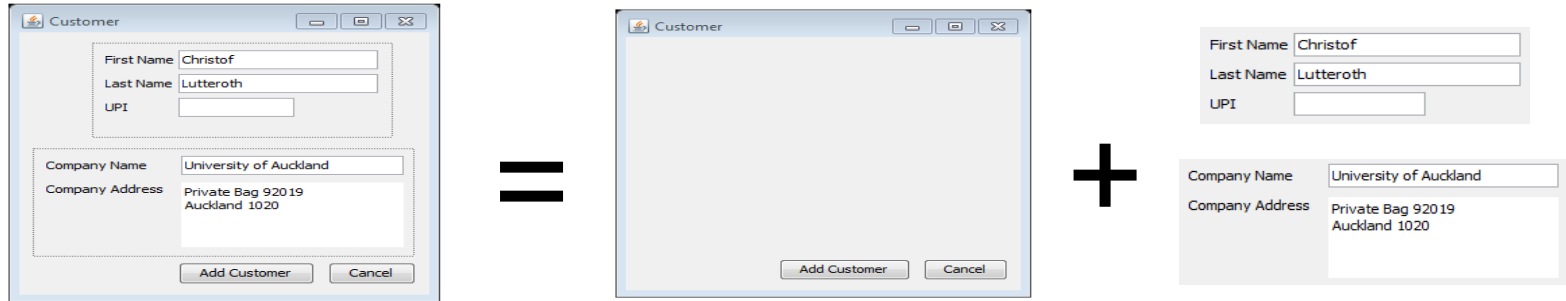 Customer
First Name Christof
Last Name Lutteroth
UPI
Company Name University of Auckland
Company Address Private Bag 92019
Auckland 1020
Add Customer Cancel
=
Customer
Add Customer Cancel
+
First Name Christof
Last Name Lutteroth
UPI
Company Name University of Auckland
Company Address Private Bag 92019
Auckland 1020